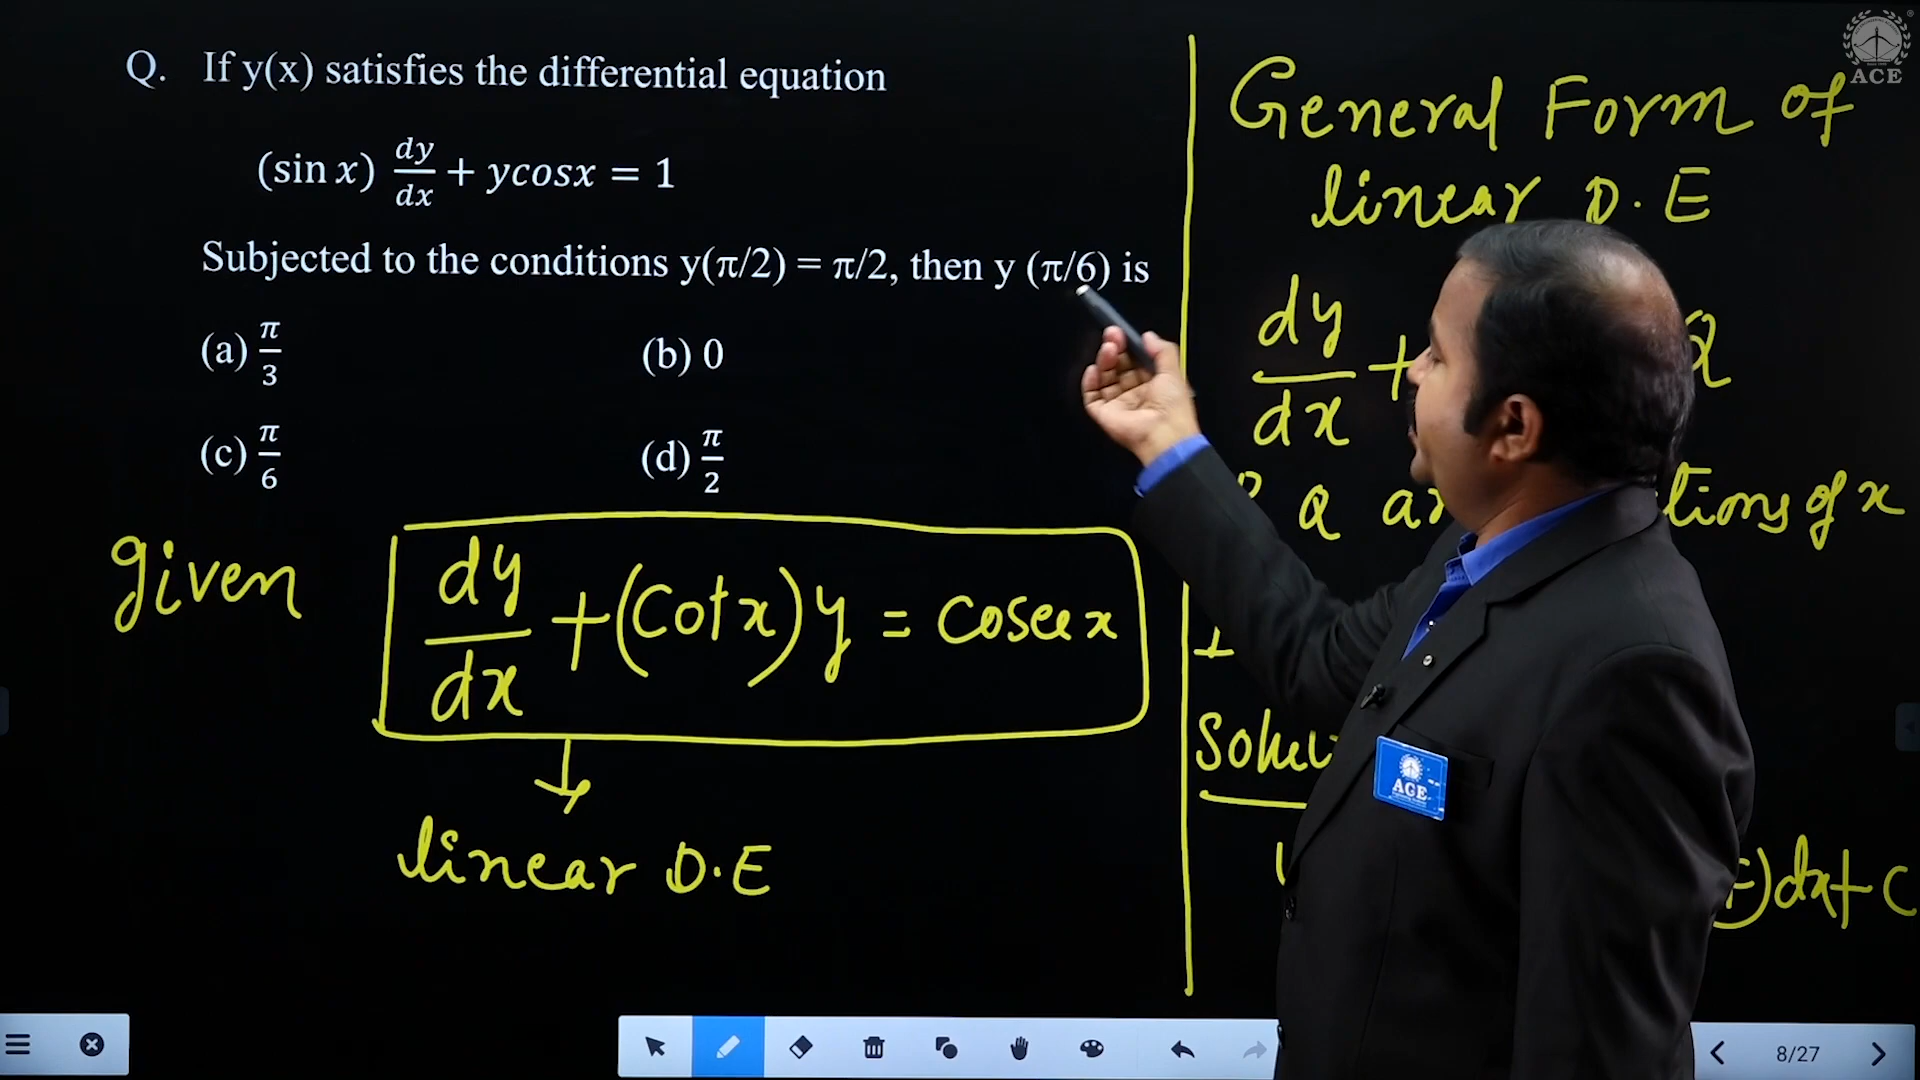 Q. If y(x) satisfies the differential equation
(sin x) dy/dx + ycosx = 1
Subjected to the conditions y(π/2) = π/2, then y (π/6) is
(a) π/3 (b) 0
(c) π/6 (d) π/2
given dy/dx + (Cot x) y = cosec x
linear D.E
General Form of
linear D.E
dy/dx +
Q
Q
of x
) dx + C
ACE
ACE
8/27